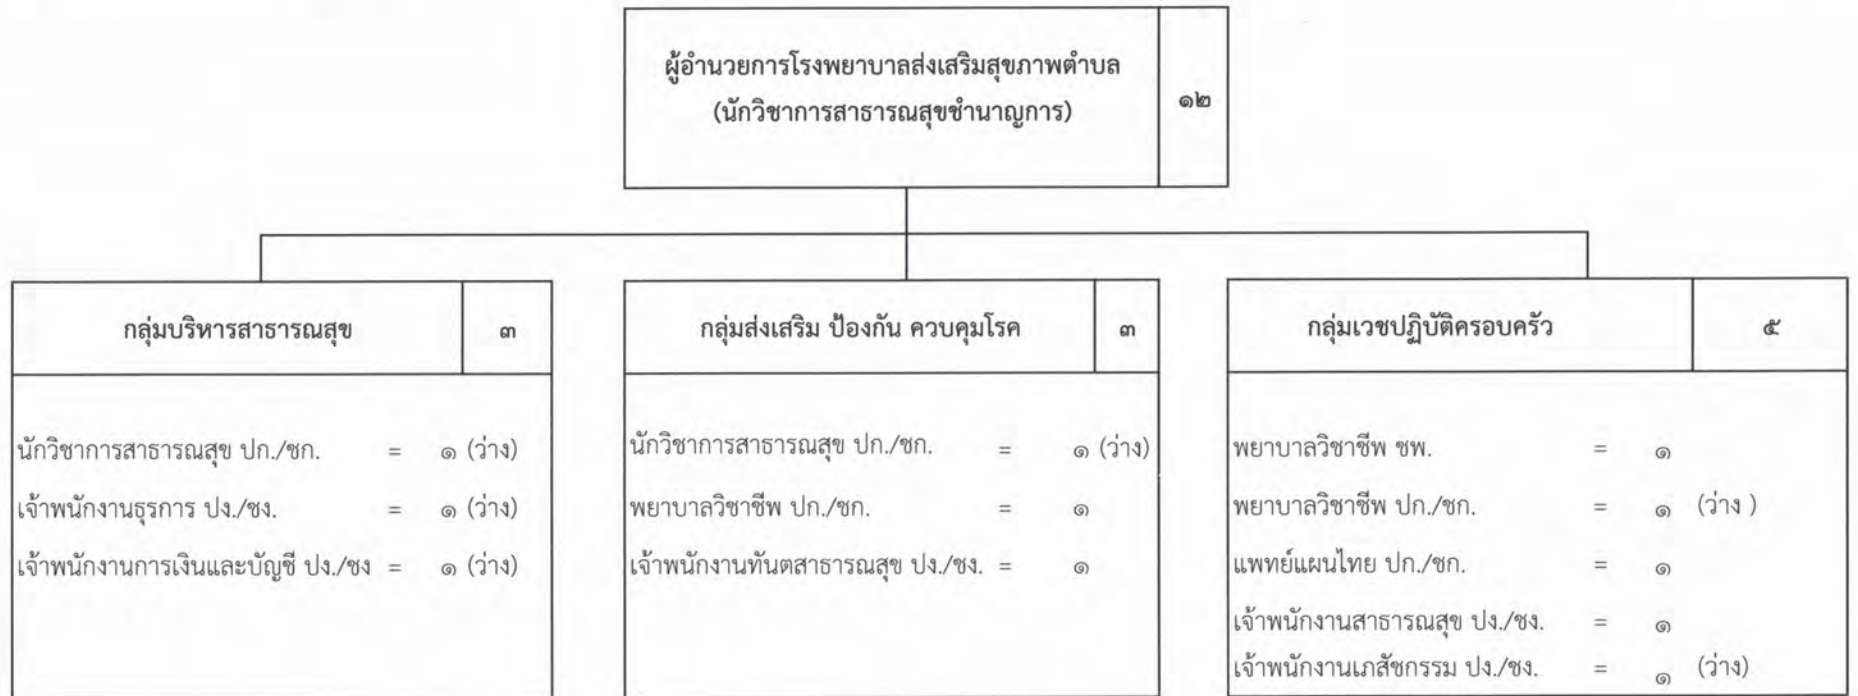 ผู้อำนวยการโรงพยาบาลส่งเสริมสุขภาพตำบล
(นักวิชาการสาธารณสุขชำนาญการ)
๑๒
กลุ่มบริหารสาธารณสุข ๓
นักวิชาการสาธารณสุข ปก./ชก. = ๑ (ว่าง)
เจ้าพนักงานธุรการ ปง./ชง. = ๑ (ว่าง)
เจ้าพนักงานการเงินและบัญชี ปง./ชง = ๑ (ว่าง)
กลุ่มส่งเสริม ป้องกัน ควบคุมโรค ๓
นักวิชาการสาธารณสุข ปก./ชก. = ๑ (ว่าง)
พยาบาลวิชาชีพ ปก./ชก. = ๑
เจ้าพนักงานทันตสาธารณสุข ปง./ชง. = ๑
กลุ่มเวชปฏิบัติครอบครัว ๕
พยาบาลวิชาชีพ ชพ. = ๑
พยาบาลวิชาชีพ ปก./ชก. = ๑ (ว่าง )
แพทย์แผนไทย ปก./ชก. = ๑
เจ้าพนักงานสาธารณสุข ปง./ชง. = ๑
เจ้าพนักงานเภสัชกรรม ปง./ชง. = ๑ (ว่าง)